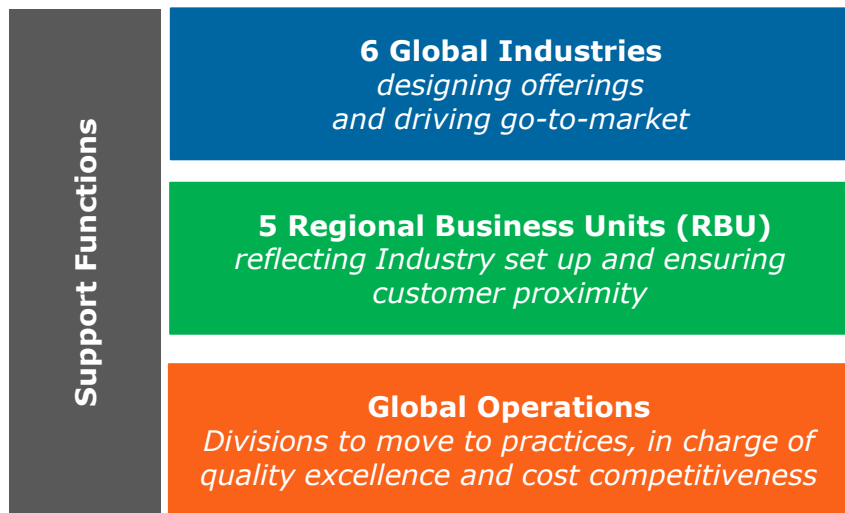 Support Functions
6 Global Industries
designing offerings
and driving go-to-market
5 Regional Business Units (RBU)
reflecting Industry set up and ensuring
customer proximity
Global Operations
Divisions to move to practices, in charge of
quality excellence and cost competitiveness